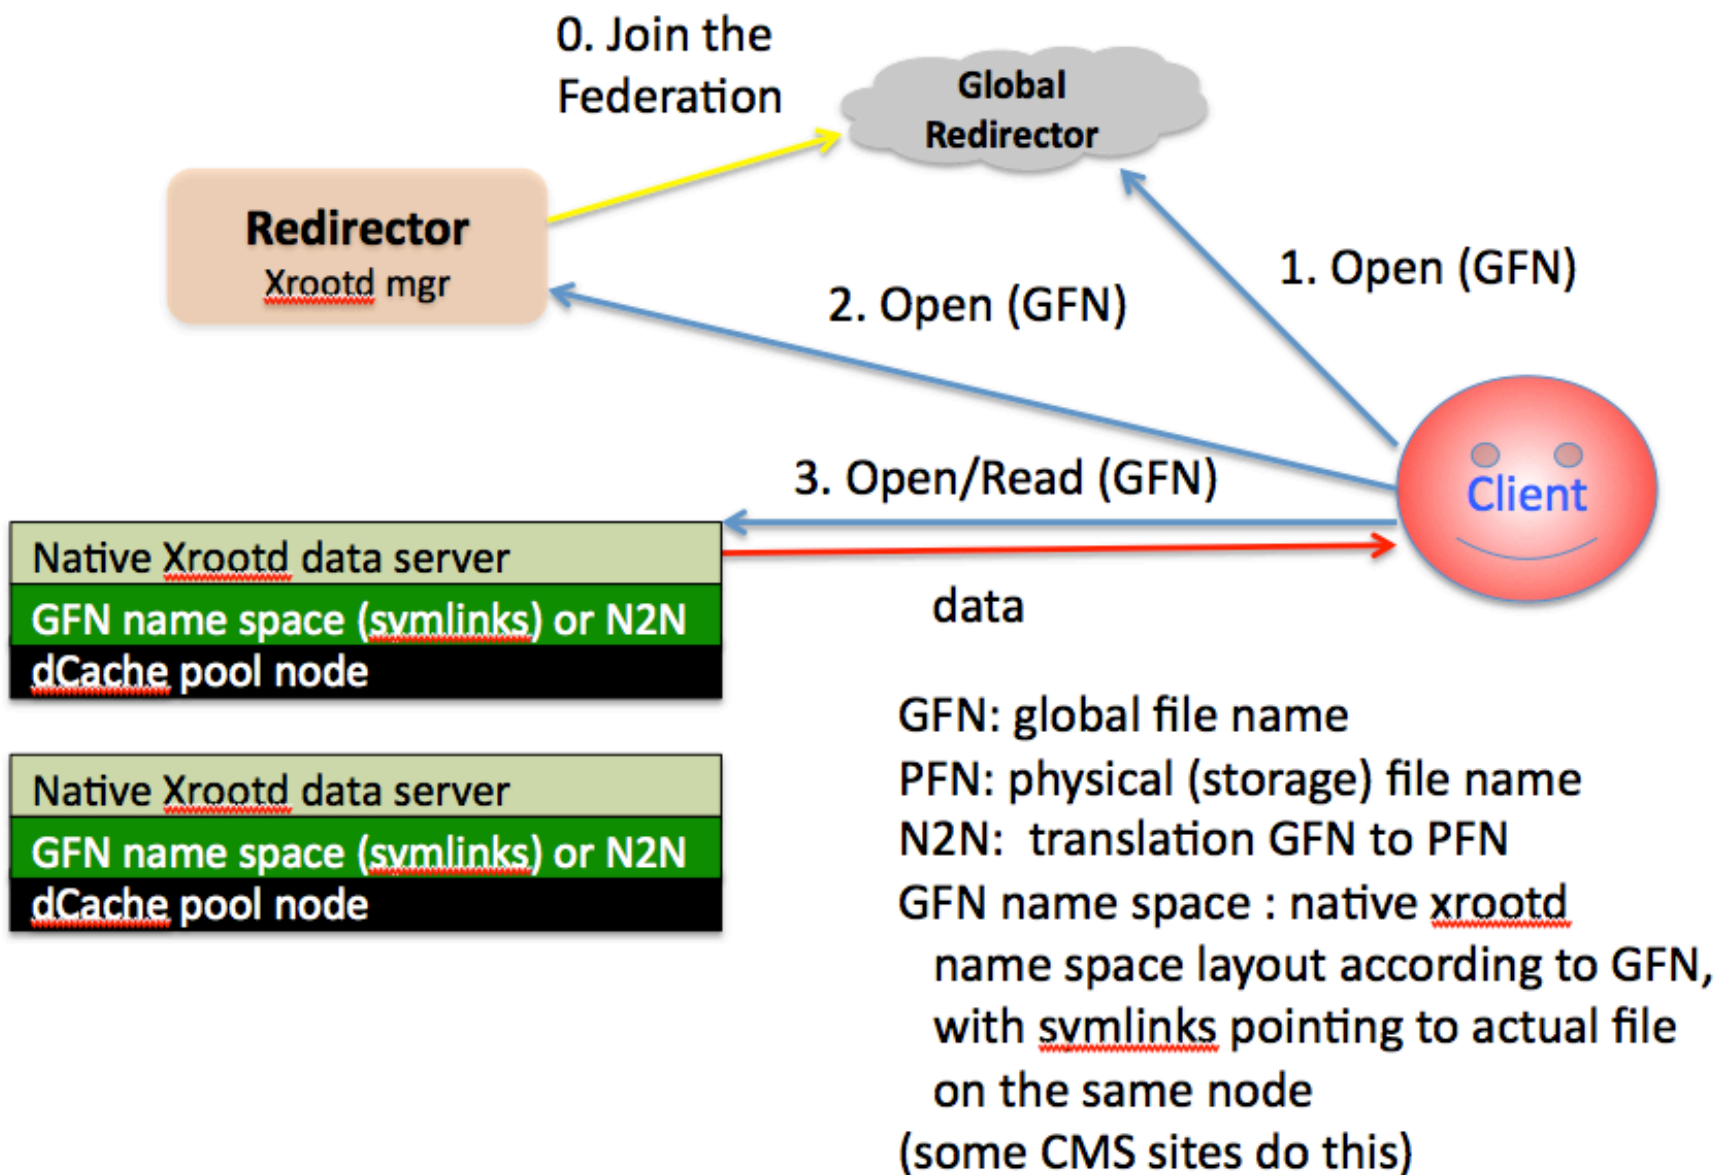 0. Join the
Federation
Global
Redirector
Redirector
Xrootd mgr
1. Open (GFN)
2. Open (GFN)
3. Open/Read (GFN)
Client
data
Native Xrootd data server
GFN name space (symlinks) or N2N
dCache pool node
Native Xrootd data server
GFN name space (symlinks) or N2N
dCache pool node
GFN: global file name
PFN: physical (storage) file name
N2N: translation GFN to PFN
GFN name space : native xrootd
name space layout according to GFN,
with symlinks pointing to actual file
on the same node
(some CMS sites do this)